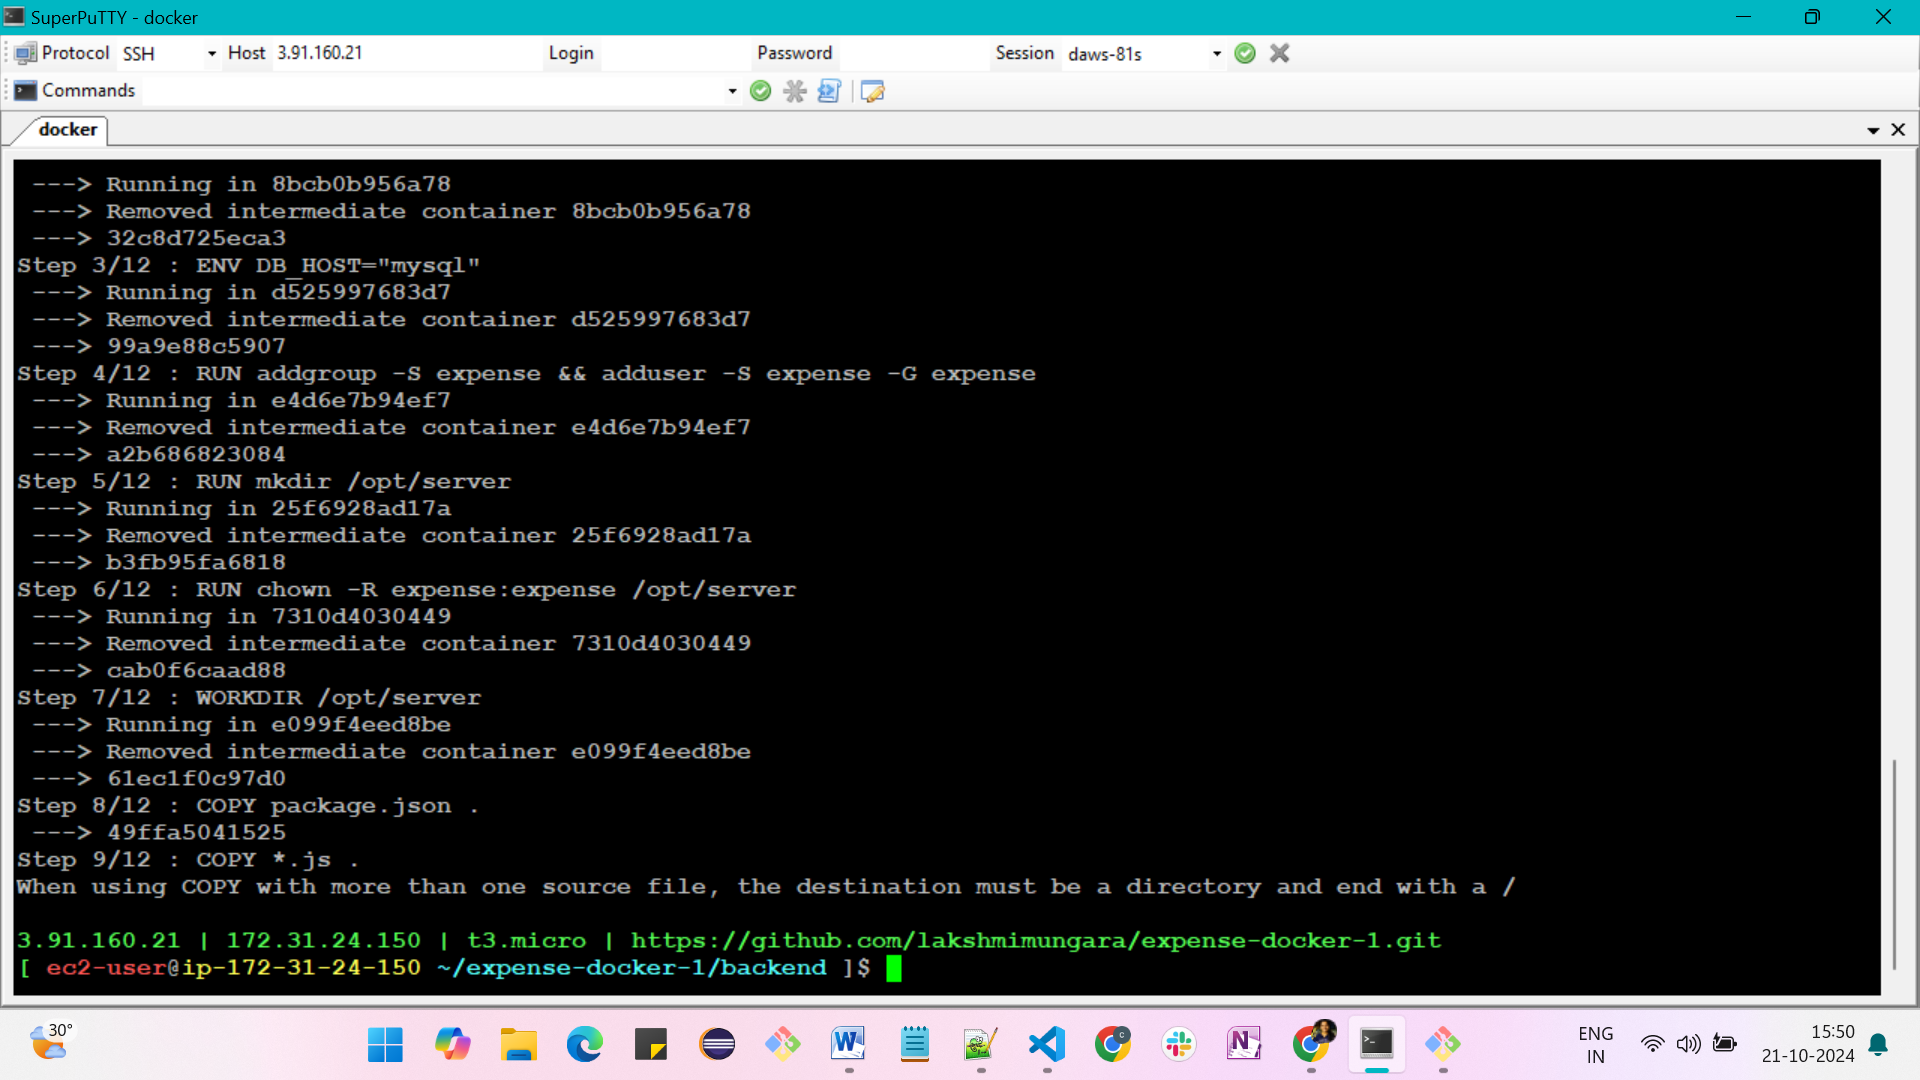 SuperPuTTY - docker
Protocol SSH Host 3.91.160.21 Login Password Session daws-81s
Commands
docker
---> Running in 8bcb0b956a78
---> Removed intermediate container 8bcb0b956a78
---> 32c8d725eca3
Step 3/12 : ENV DB_HOST="mysql"
---> Running in d525997683d7
---> Removed intermediate container d525997683d7
---> 99a9e88c5907
Step 4/12 : RUN addgroup -S expense && adduser -S expense -G expense
---> Running in e4d6e7b94ef7
---> Removed intermediate container e4d6e7b94ef7
---> a2b686823084
Step 5/12 : RUN mkdir /opt/server
---> Running in 25f6928ad17a
---> Removed intermediate container 25f6928ad17a
---> b3fb95fa6818
Step 6/12 : RUN chown -R expense:expense /opt/server
---> Running in 7310d4030449
---> Removed intermediate container 7310d4030449
---> cab0f6caad88
Step 7/12 : WORKDIR /opt/server
---> Running in e099f4eed8be
---> Removed intermediate container e099f4eed8be
---> 61ec1f0c97d0
Step 8/12 : COPY package.json .
---> 49ffa5041525
Step 9/12 : COPY *.js .
When using COPY with more than one source file, the destination must be a directory and end with a /
3.91.160.21 | 172.31.24.150 | t3.micro | https://github.com/lakshmimungara/expense-docker-1.git
[ ec2-user@ip-172-31-24-150 ~/expense-docker-1/backend ]$
30°
ENG
IN
15:50
21-10-2024